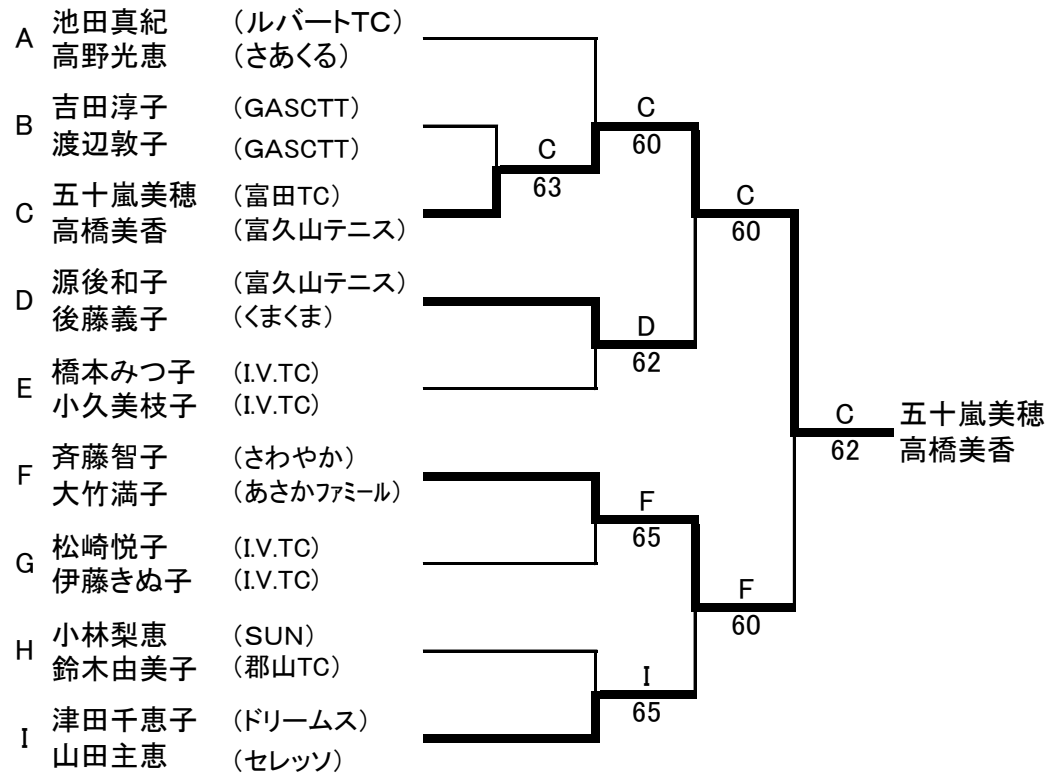 A 池田真紀 （ルバートTC）
高野光恵 （さあくる）
B 吉田淳子 （GASCTT）
渡辺敦子 （GASCTT）
C 五十嵐美穂 （富田TC）
高橋美香 （富久山テニス）
D 源後和子 （富久山テニス）
後藤義子 （くまくま）
E 橋本みつ子 （I.V.TC）
小久美枝子 （I.V.TC）
F 斉藤智子 （さわやか）
大竹満子 （あさかﾌｧﾐｰﾙ）
G 松崎悦子 （I.V.TC）
伊藤きぬ子 （I.V.TC）
H 小林梨恵 （SUN）
鈴木由美子 （郡山TC）
I 津田千恵子 （ドリームス）
山田主恵 （セレッソ）
C
63
C
60
D
62
F
65
I
65
C
60
F
60
C
62
五十嵐美穂
高橋美香